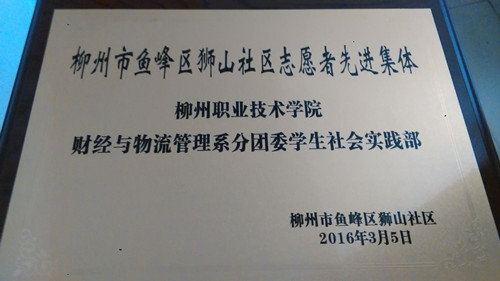 柳州市鱼峰区狮山社区志愿者先进集体
柳州职业技术学院
财经与物流管理系分团委学生社会实践部
柳州市鱼峰区狮山社区
2016年3月5日